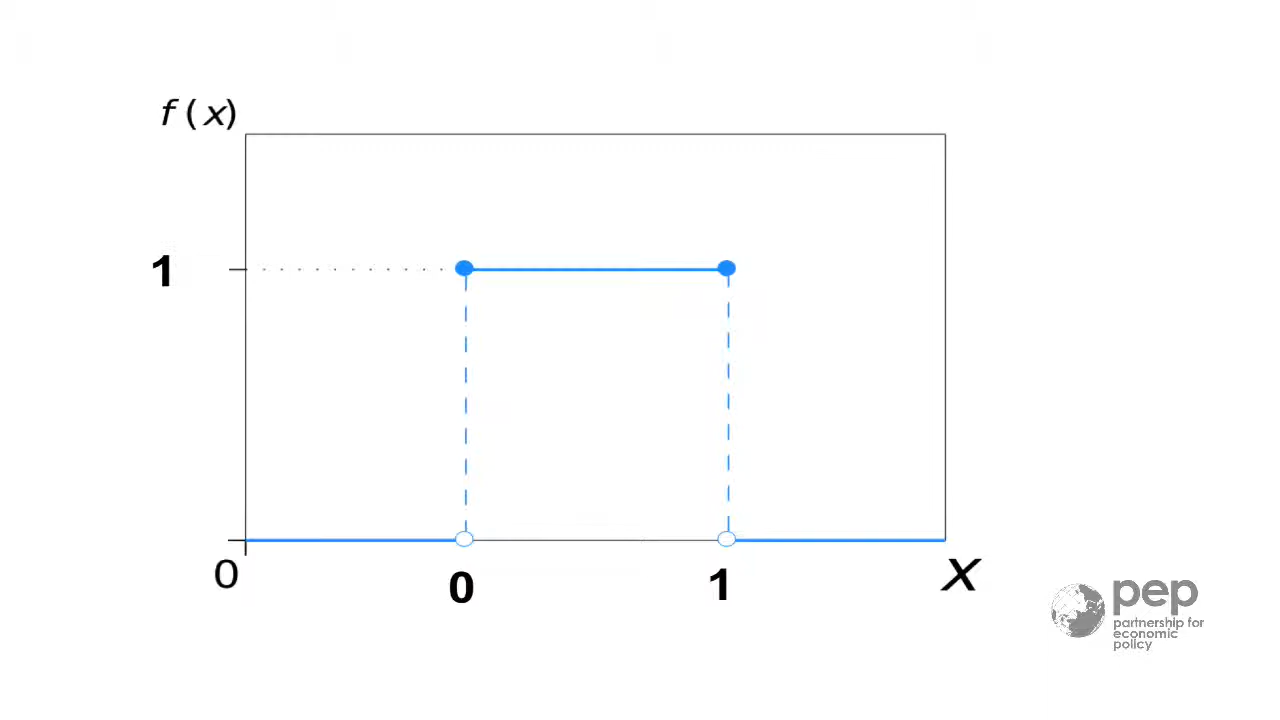 f (x)
1
0
0
1
x
pep
partnership for
economic
policy